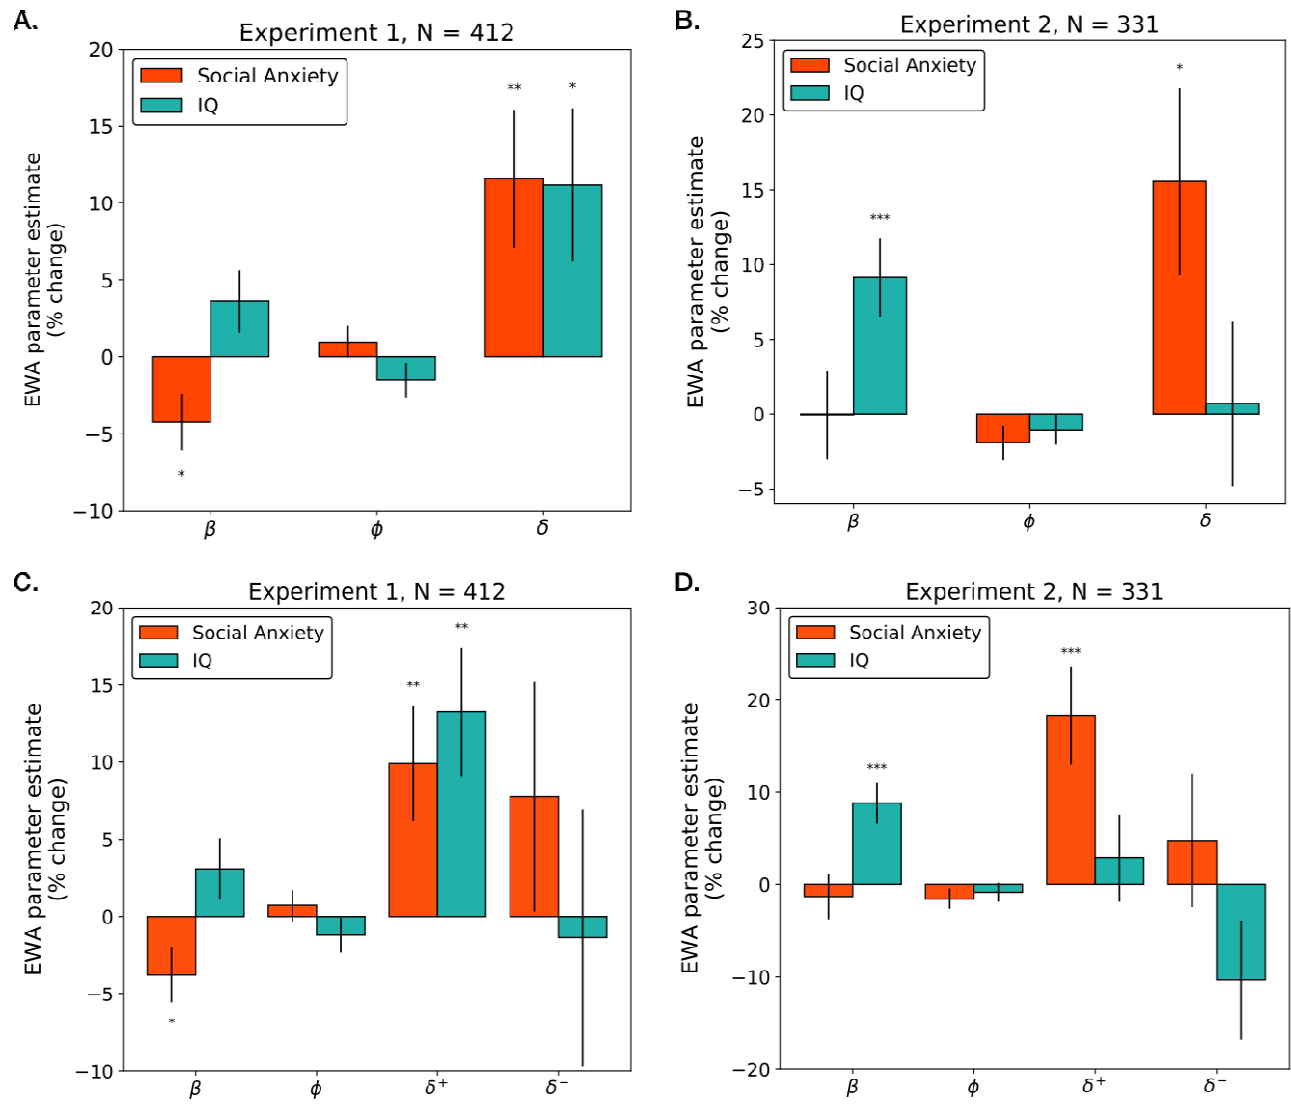 A.
Experiment 1, N = 412
20
15
10
5
0
−5
−10
EWA parameter estimate
(% change)
Social Anxiety
IQ
*
**
*
β
ϕ
δ
B.
Experiment 2, N = 331
25
20
15
10
5
0
−5
EWA parameter estimate
(% change)
Social Anxiety
IQ
***
*
β
ϕ
δ
C.
Experiment 1, N = 412
20
15
10
5
0
−5
−10
EWA parameter estimate
(% change)
Social Anxiety
IQ
*
**
**
β
ϕ
δ⁺
δ⁻
D.
Experiment 2, N = 331
30
20
10
0
−10
−20
EWA parameter estimate
(% change)
Social Anxiety
IQ
***
***
β
ϕ
δ⁺
δ⁻